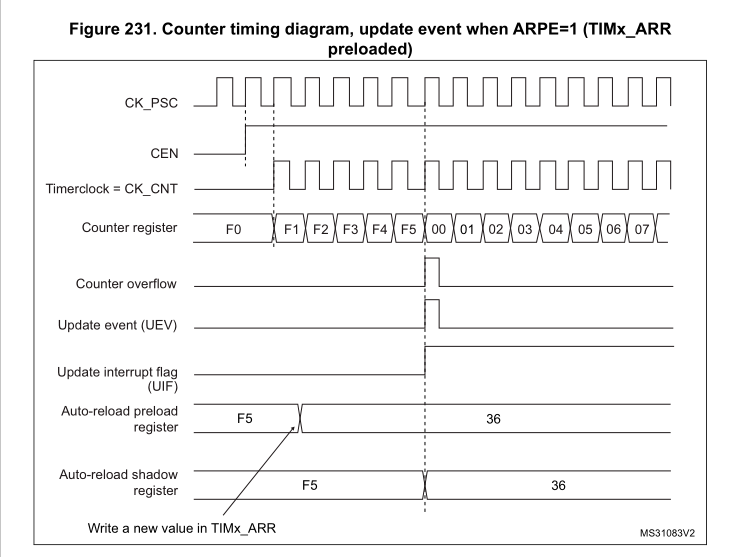 Figure 231. Counter timing diagram, update event when ARPE=1 (TIMx_ARR
preloaded)
CK_PSC
CEN
Timerclock = CK_CNT
Counter register F0 F1 F2 F3 F4 F5 00 01 02 03 04 05 06 07
Counter overflow
Update event (UEV)
Update interrupt flag
(UIF)
Auto-reload preload
register
F5 36
Auto-reload shadow
register
F5 36
Write a new value in TIMx_ARR
MS31083V2